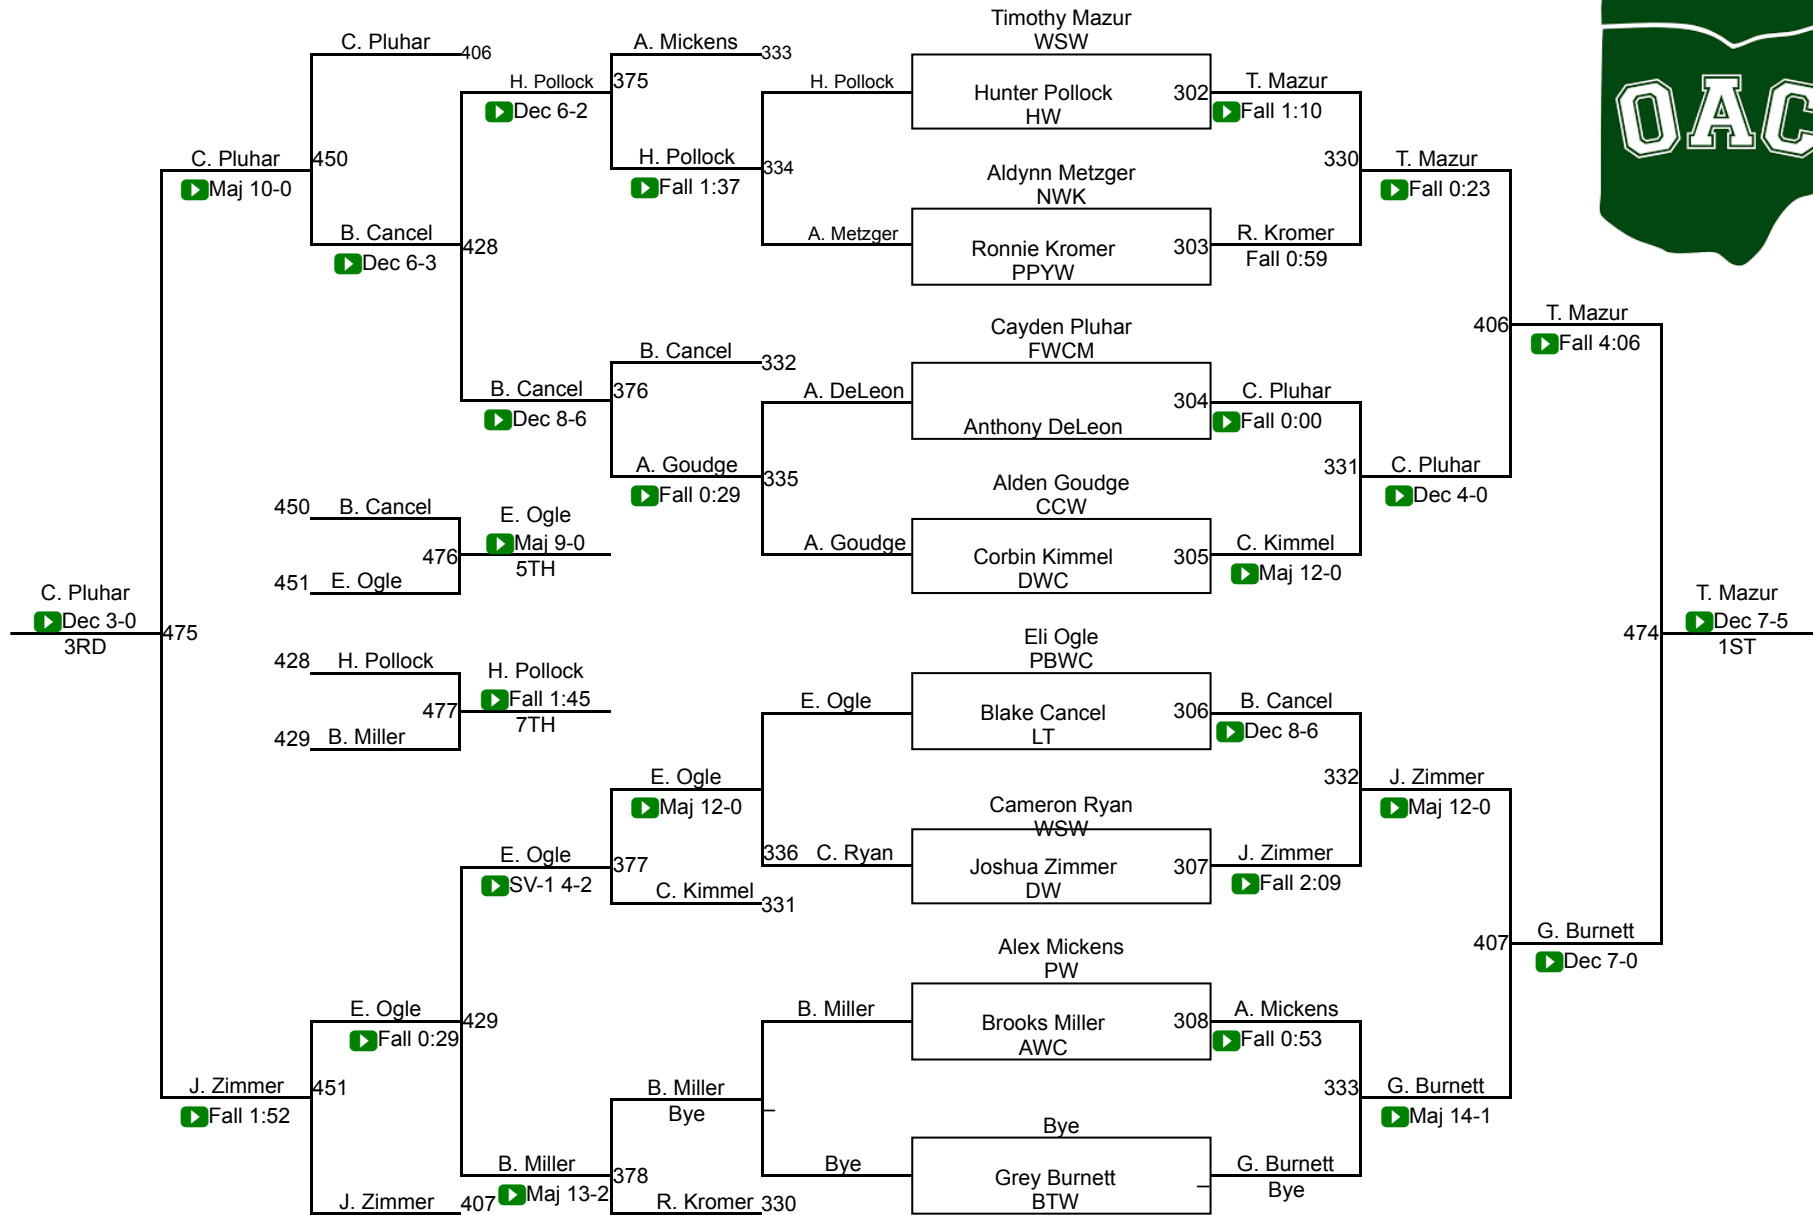 Timothy Mazur
WSW
C. Pluhar
406
A. Mickens
333
H. Pollock
375
Dec 6-2
H. Pollock
Hunter Pollock
HW
302
T. Mazur
Fall 1:10
OAC
C. Pluhar
450
Maj 10-0
H. Pollock
334
Fall 1:37
Aldynn Metzger
NWK
330
T. Mazur
Fall 0:23
B. Cancel
428
Dec 6-3
A. Metzger
Ronnie Kromer
PPYW
303
R. Kromer
Fall 0:59
Cayden Pluhar
FWCM
406
T. Mazur
Fall 4:06
B. Cancel
332
B. Cancel
376
Dec 8-6
A. DeLeon
Anthony DeLeon
304
C. Pluhar
Fall 0:00
A. Goudge
335
Fall 0:29
Alden Goudge
CCW
331
C. Pluhar
Dec 4-0
450
B. Cancel
E. Ogle
Maj 9-0
5TH
476
451
E. Ogle
A. Goudge
Corbin Kimmel
DWC
305
C. Kimmel
Maj 12-0
C. Pluhar
Dec 3-0
3RD
475
474
T. Mazur
Dec 7-5
1ST
Eli Ogle
PBWC
428
H. Pollock
H. Pollock
Fall 1:45
7TH
477
429
B. Miller
E. Ogle
Blake Cancel
LT
306
B. Cancel
Dec 8-6
E. Ogle
Maj 12-0
Cameron Ryan
WSW
332
J. Zimmer
Maj 12-0
E. Ogle
377
SV-1 4-2
336
C. Ryan
Joshua Zimmer
DW
307
J. Zimmer
Fall 2:09
C. Kimmel
331
Alex Mickens
PW
407
G. Burnett
Dec 7-0
E. Ogle
429
Fall 0:29
B. Miller
Brooks Miller
AWC
308
A. Mickens
Fall 0:53
J. Zimmer
451
Fall 1:52
B. Miller
Bye
–
333
G. Burnett
Maj 14-1
Bye
B. Miller
378
Maj 13-2
Bye
Grey Burnett
BTW
–
G. Burnett
Bye
J. Zimmer
407
R. Kromer
330